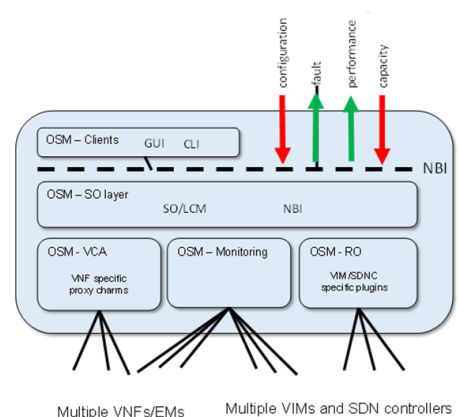 configuration
fault
performance
capacity
OSM – Clients
GUI CLI
NBI
OSM – SO layer
SO/LCM NBI
OSM - VCA
VNF specific
proxy charms
OSM – Monitoring
OSM - RO
VIM/SDNC
specific plugins
Multiple VNFs/EMs
Multiple VIMs and SDN controllers